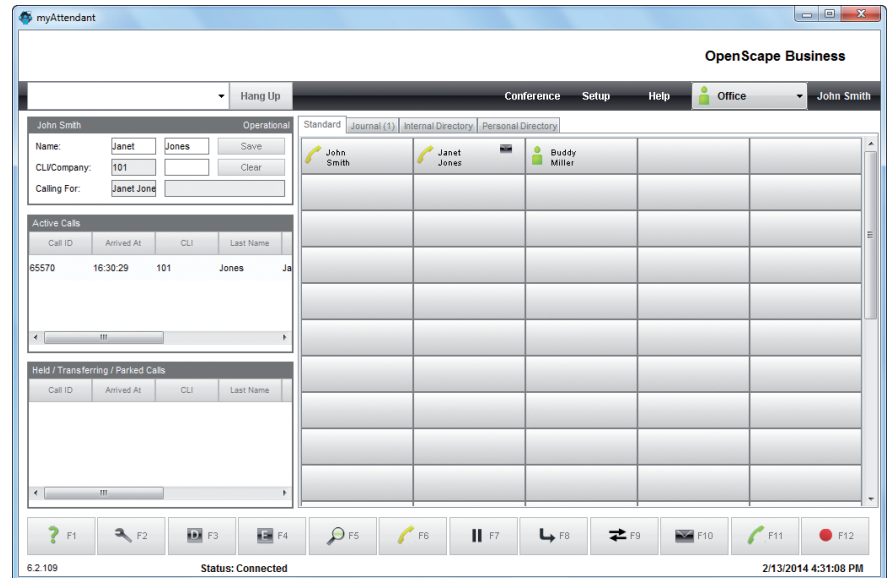 myAttendant
OpenScape Business
Hang Up
Conference Setup Help Office John Smith
John Smith Operational
Name: Janet Jones Save
CLI/Company: 101 Clear
Calling For: Janet Jone
Active Calls
Call ID Arrived At CLI Last Name
65570 16:30:29 101 Jones Ja
Held / Transferring / Parked Calls
Call ID Arrived At CLI Last Name
Standard Journal (1) Internal Directory Personal Directory
John
Smith
Janet
Jones
Buddy
Miller
F1 F2 D F3 E F4 F5 F6 F7 F8 F9 F10 F11 F12
6.2.109 Status: Connected 2/13/2014 4:31:08 PM